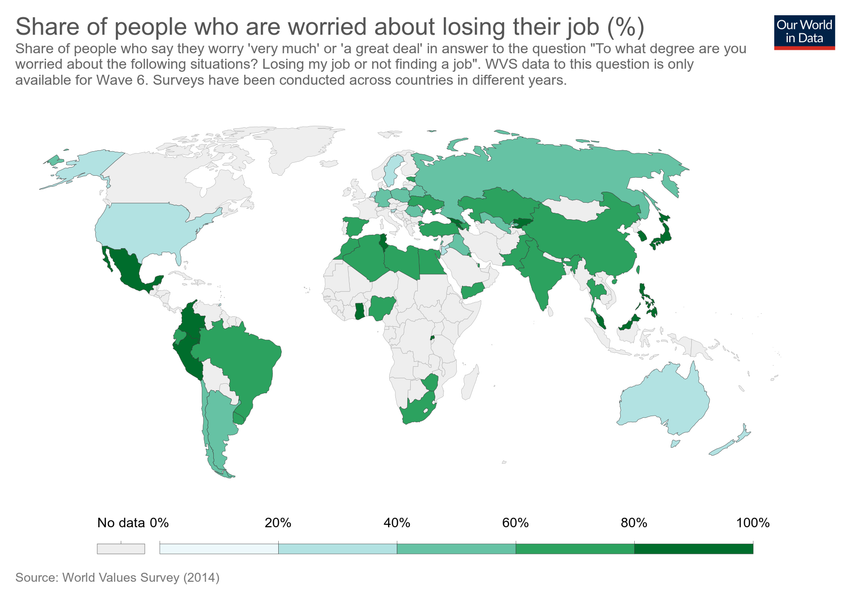 Share of people who are worried about losing their job (%)
Our World
in Data
Share of people who say they worry 'very much' or 'a great deal' in answer to the question "To what degree are you
worried about the following situations? Losing my job or not finding a job". WVS data to this question is only
available for Wave 6. Surveys have been conducted across countries in different years.
No data 0% 20% 40% 60% 80% 100%
Source: World Values Survey (2014)